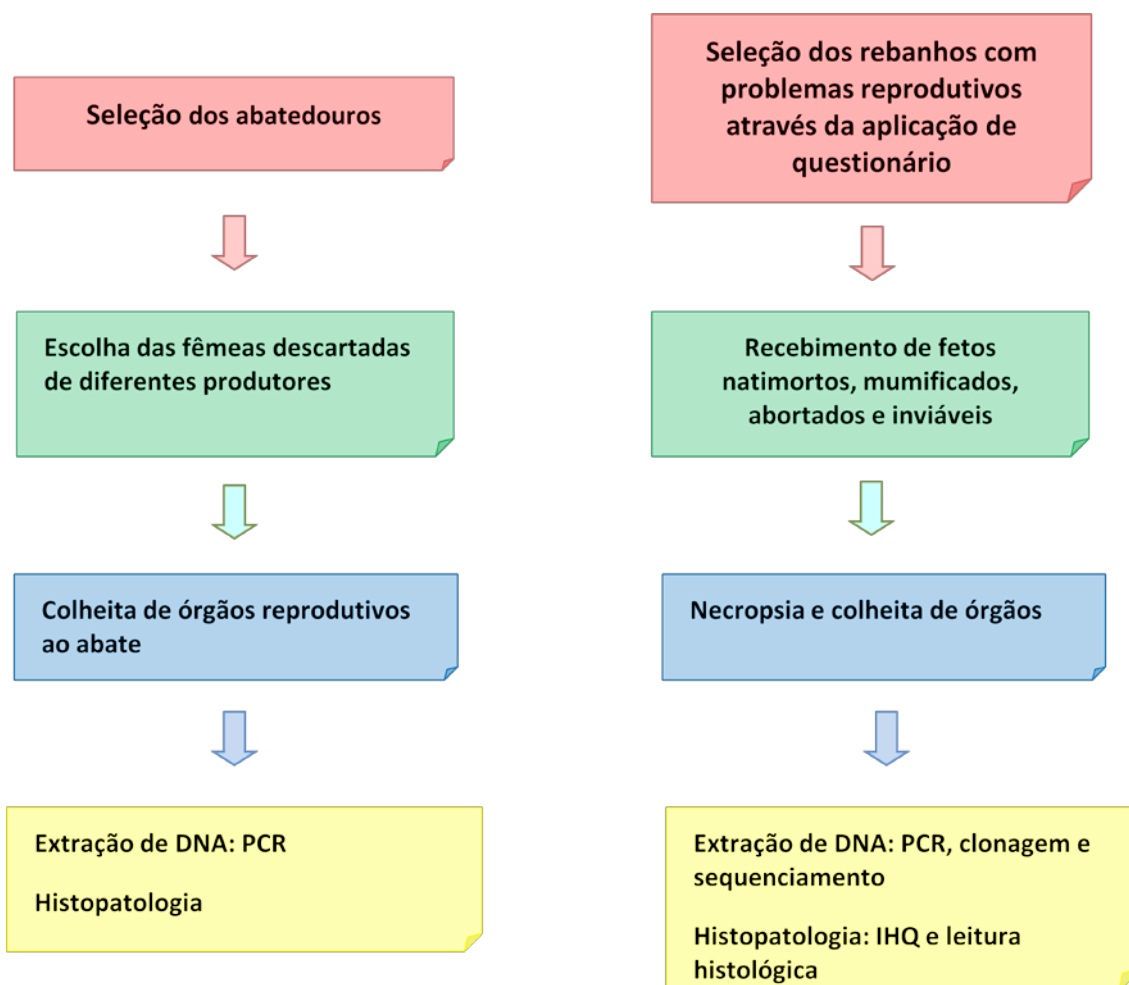 Seleção dos abatedouros
Escolha das fêmeas descartadas
de diferentes produtores
Colheita de órgãos reprodutivos
ao abate
Extração de DNA: PCR
Histopatologia
Seleção dos rebanhos com
problemas reprodutivos
através da aplicação de
questionário
Recebimento de fetos
natimortos, mumificados,
abortados e inviáveis
Necropsia e colheita de órgãos
Extração de DNA: PCR, clonagem e
sequenciamento
Histopatologia: IHQ e leitura
histológica